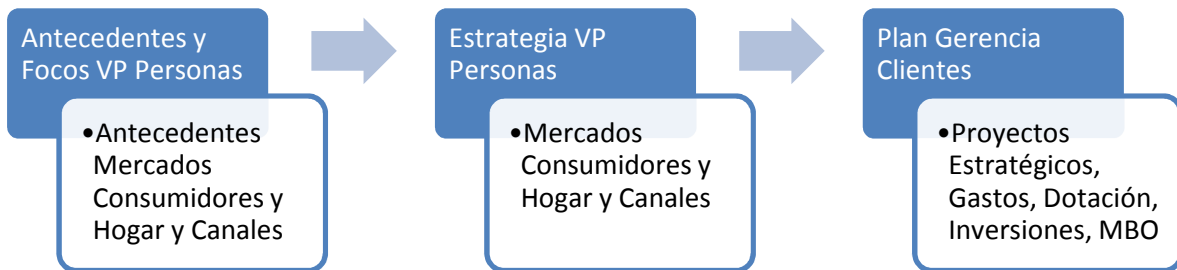 Antecedentes y
Focos VP Personas
•Antecedentes
Mercados
Consumidores y
Hogar y Canales
Estrategia VP
Personas
•Mercados
Consumidores y
Hogar y Canales
Plan Gerencia
Clientes
•Proyectos
Estratégicos,
Gastos, Dotación,
Inversiones, MBO